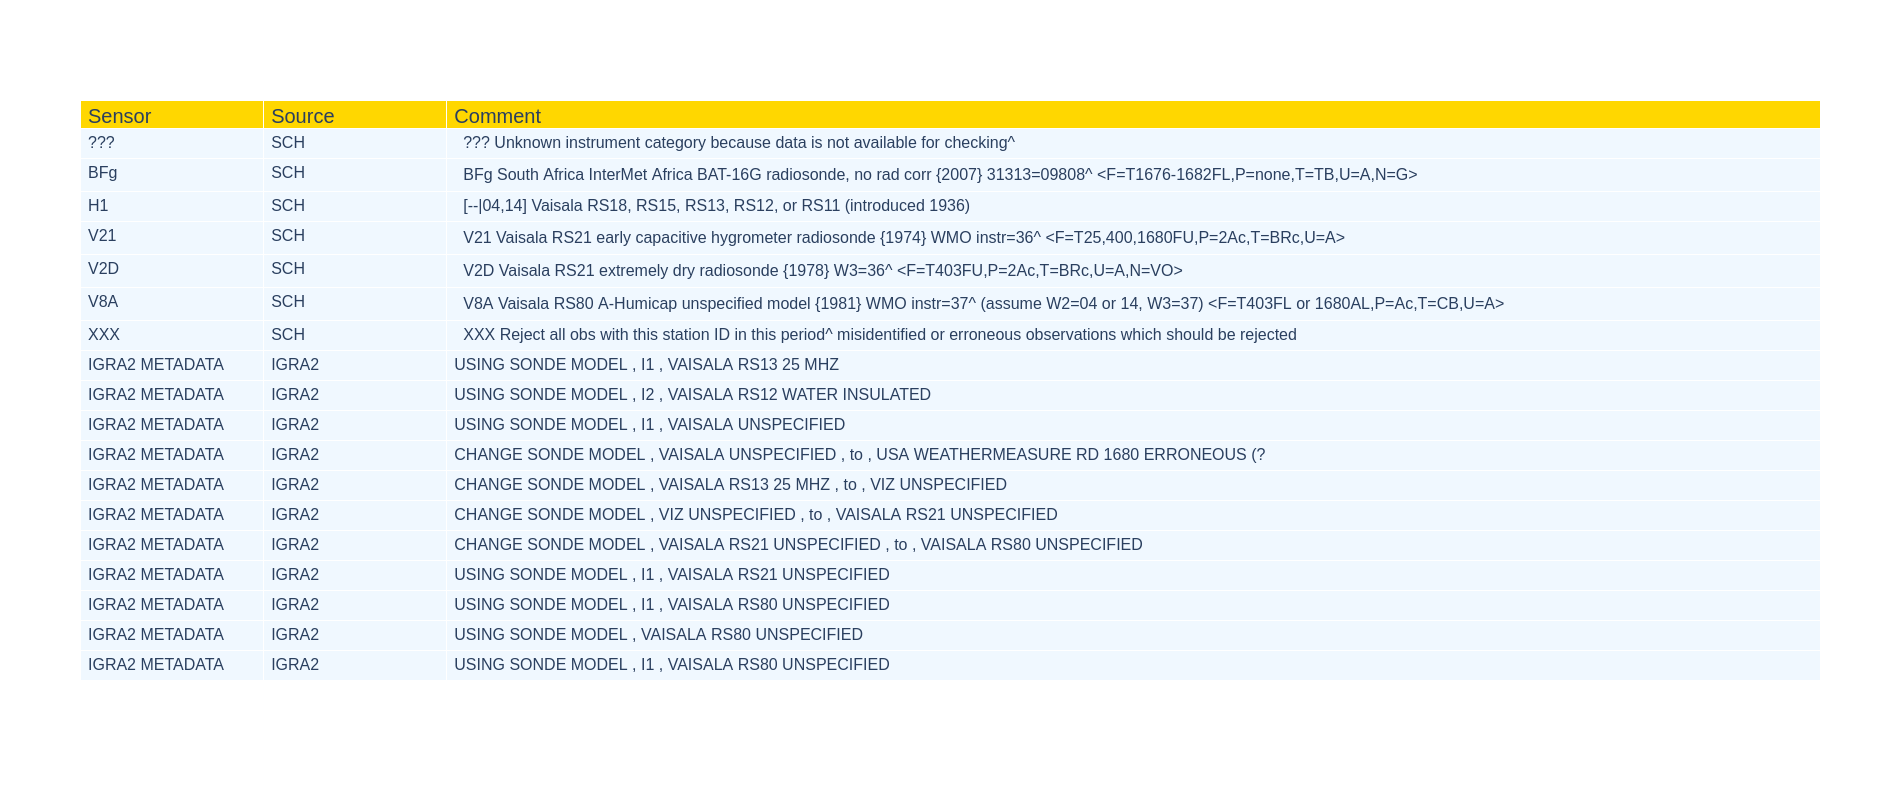 Sensor Source Comment
??? SCH ??? Unknown instrument category because data is not available for checking^
BFg SCH BFg South Africa InterMet Africa BAT-16G radiosonde, no rad corr {2007} 31313=09808^ <F=T1676-1682FL,P=none,T=TB,U=A,N=G>
H1 SCH [--|04,14] Vaisala RS18, RS15, RS13, RS12, or RS11 (introduced 1936)
V21 SCH V21 Vaisala RS21 early capacitive hygrometer radiosonde {1974} WMO instr=36^ <F=T25,400,1680FU,P=2Ac,T=BRc,U=A>
V2D SCH V2D Vaisala RS21 extremely dry radiosonde {1978} W3=36^ <F=T403FU,P=2Ac,T=BRc,U=A,N=VO>
V8A SCH V8A Vaisala RS80 A-Humicap unspecified model {1981} WMO instr=37^ (assume W2=04 or 14, W3=37) <F=T403FL or 1680AL,P=Ac,T=CB,U=A>
XXX SCH XXX Reject all obs with this station ID in this period^ misidentified or erroneous observations which should be rejected
IGRA2 METADATA IGRA2 USING SONDE MODEL , I1 , VAISALA RS13 25 MHZ
IGRA2 METADATA IGRA2 USING SONDE MODEL , I2 , VAISALA RS12 WATER INSULATED
IGRA2 METADATA IGRA2 USING SONDE MODEL , I1 , VAISALA UNSPECIFIED
IGRA2 METADATA IGRA2 CHANGE SONDE MODEL , VAISALA UNSPECIFIED , to , USA WEATHERMEASURE RD 1680 ERRONEOUS (?
IGRA2 METADATA IGRA2 CHANGE SONDE MODEL , VAISALA RS13 25 MHZ , to , VIZ UNSPECIFIED
IGRA2 METADATA IGRA2 CHANGE SONDE MODEL , VIZ UNSPECIFIED , to , VAISALA RS21 UNSPECIFIED
IGRA2 METADATA IGRA2 CHANGE SONDE MODEL , VAISALA RS21 UNSPECIFIED , to , VAISALA RS80 UNSPECIFIED
IGRA2 METADATA IGRA2 USING SONDE MODEL , I1 , VAISALA RS21 UNSPECIFIED
IGRA2 METADATA IGRA2 USING SONDE MODEL , I1 , VAISALA RS80 UNSPECIFIED
IGRA2 METADATA IGRA2 USING SONDE MODEL , VAISALA RS80 UNSPECIFIED
IGRA2 METADATA IGRA2 USING SONDE MODEL , I1 , VAISALA RS80 UNSPECIFIED